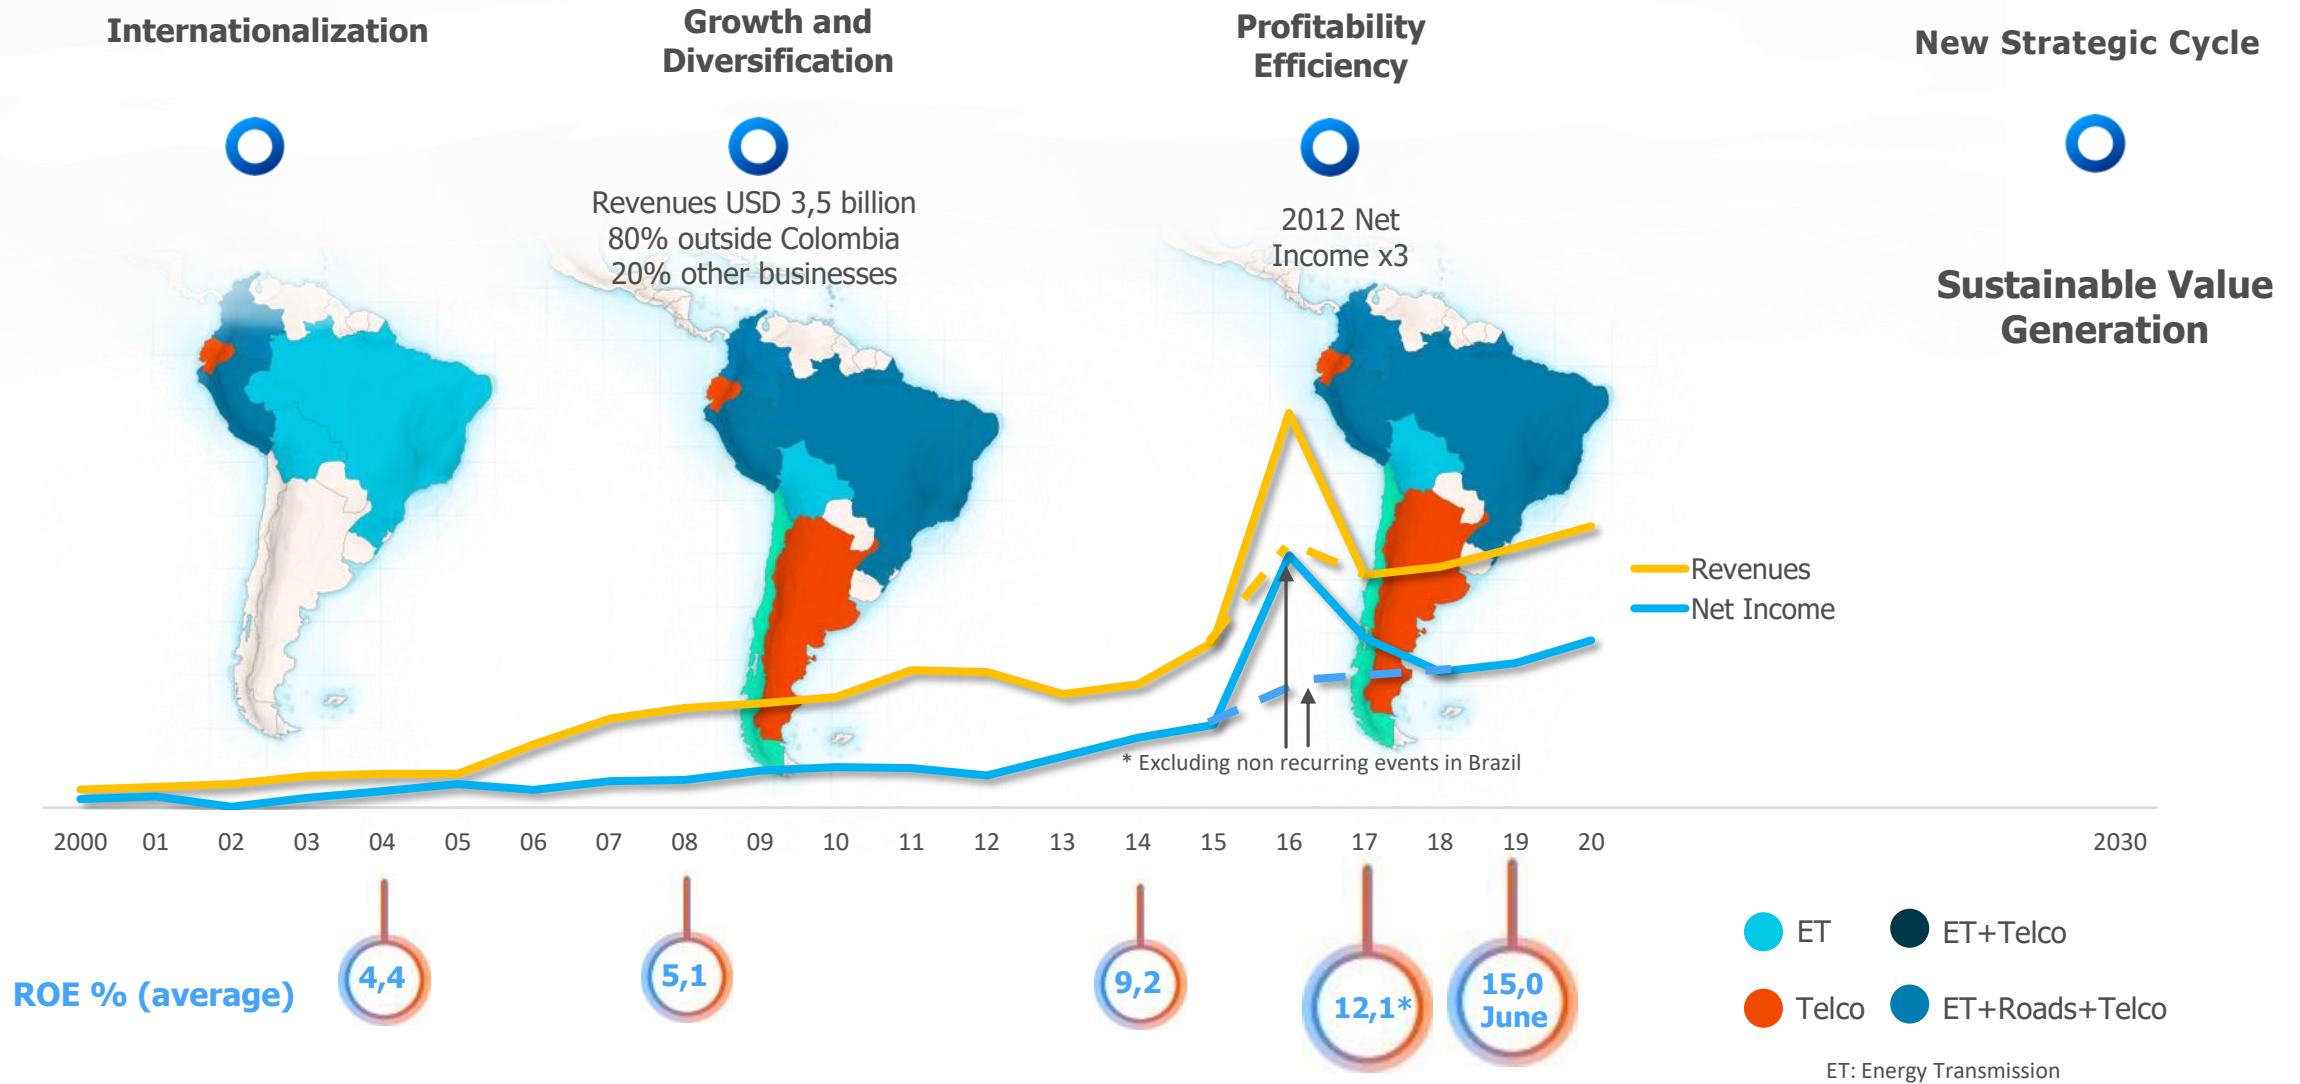 Internationalization
Growth and
Diversification
Profitability
Efficiency
New Strategic Cycle
Revenues USD 3,5 billion
80% outside Colombia
20% other businesses
2012 Net
Income x3
Sustainable Value
Generation
Revenues
Net Income
* Excluding non recurring events in Brazil
2000 01 02 03 04 05 06 07 08 09 10 11 12 13 14 15 16 17 18 19 20 2030
ROE % (average)
4,4
5,1
9,2
12,1*
15,0
June
ET
ET+Telco
Telco
ET+Roads+Telco
ET: Energy Transmission